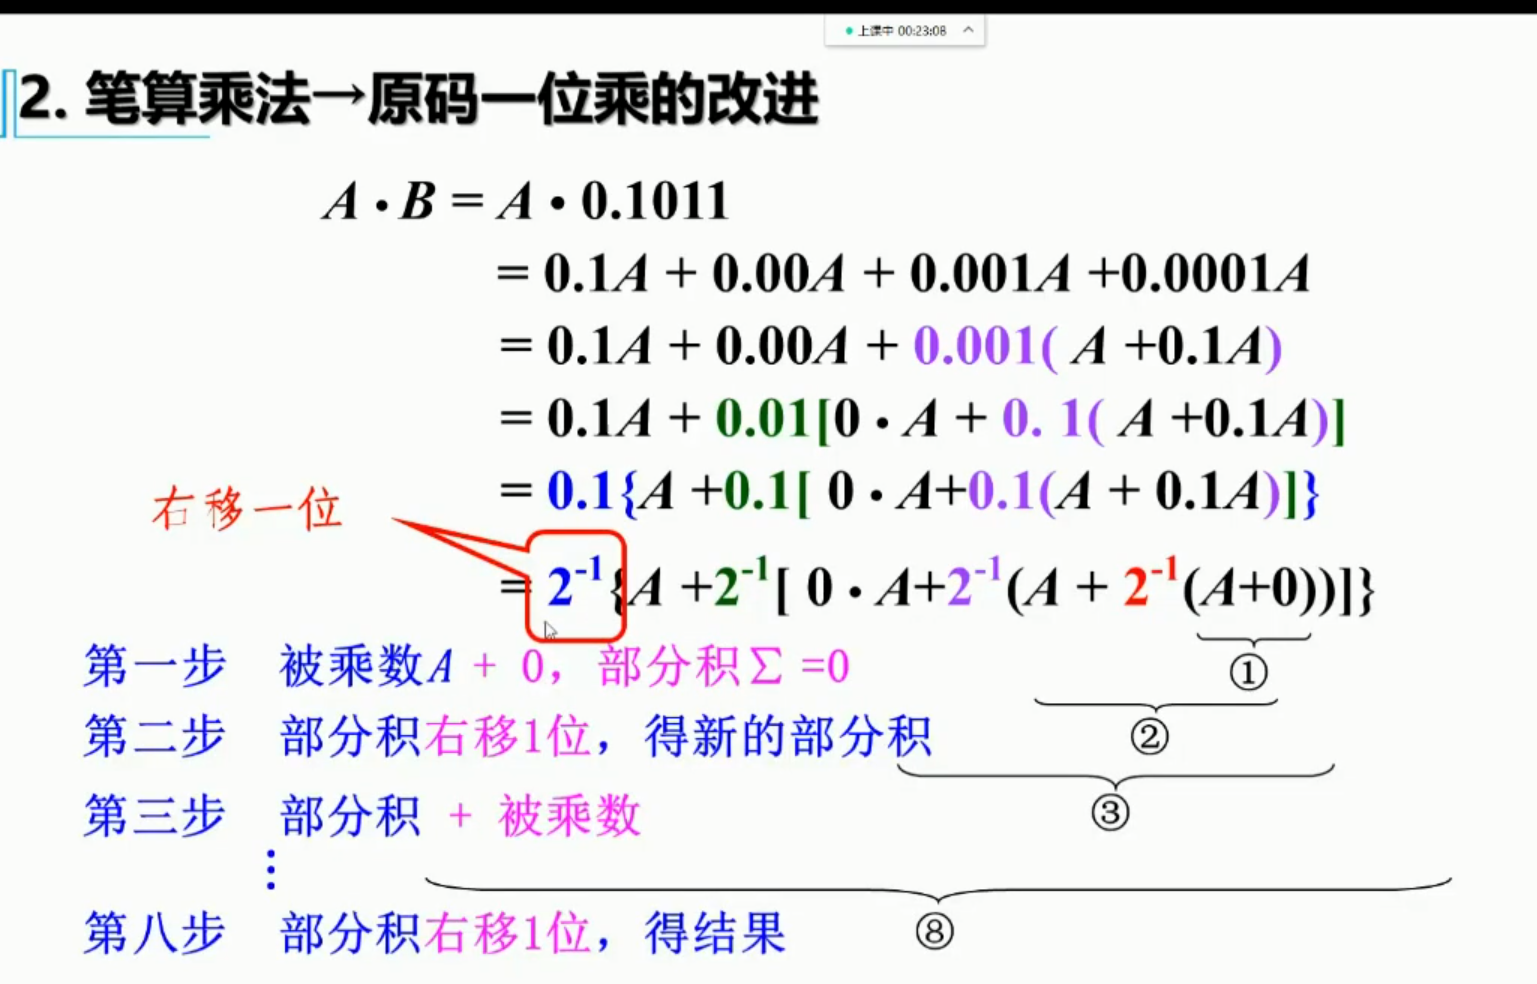 上课中 00:23:08
2. 笔算乘法→原码一位乘的改进
A • B = A • 0.1011
= 0.1A + 0.00A + 0.001A +0.0001A
= 0.1A + 0.00A + 0.001( A +0.1A)
= 0.1A + 0.01[0 • A + 0. 1( A +0.1A)]
右移一位
= 0.1{A +0.1[ 0 • A+0.1(A + 0.1A)]}
= 2⁻¹{A +2⁻¹[ 0 • A+2⁻¹(A + 2⁻¹(A+0))]}
第一步 被乘数A + 0，部分积∑ =0
①
第二步 部分积右移1位，得新的部分积
②
第三步 部分积 + 被乘数
③
⋮
第八步 部分积右移1位，得结果
⑧